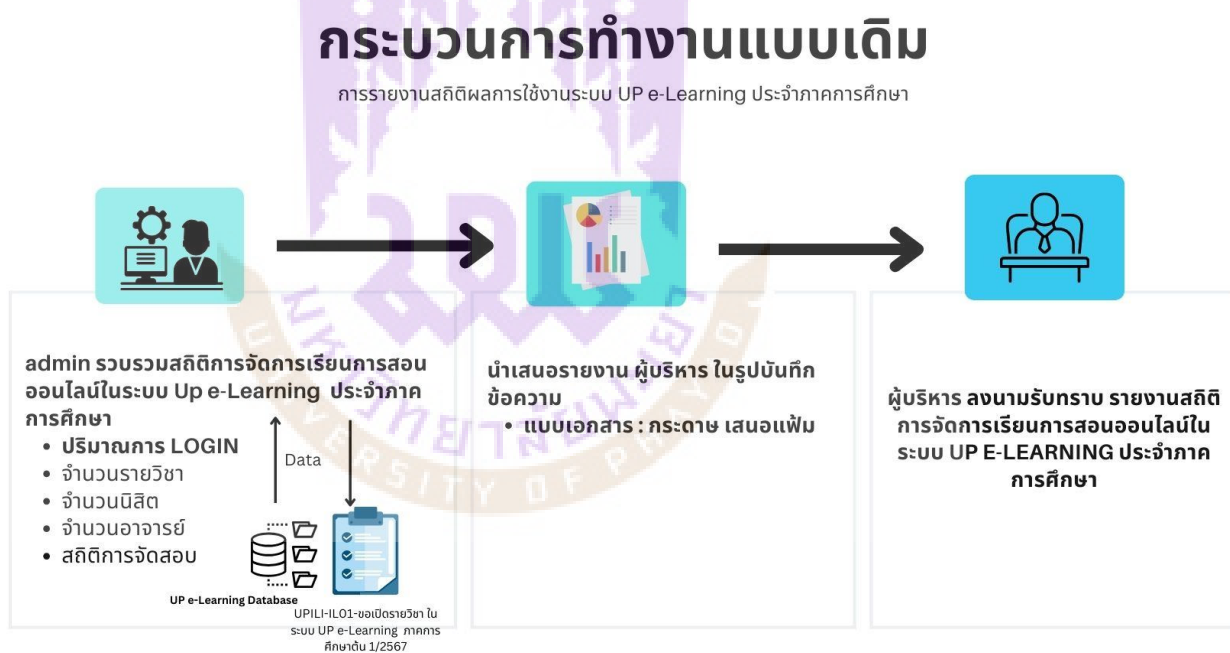 กระบวนการทำงานแบบเดิม
การรายงานสถิติผลการใช้งานระบบ UP e-Learning ประจำภาคการศึกษา
admin รวบรวมสถิติการจัดการเรียนการสอน
ออนไลน์ในระบบ Up e-Learning ประจำภาค
การศึกษา
• ปริมาณการ LOGIN
• จำนวนรายวิชา
• จำนวนนิสิต
• จำนวนอาจารย์
• สถิติการจัดสอบ
Data
UP e-Learning Database
UPILI-IL01-ขอเปิดรายวิชา ใน
ระบบ UP e-Learning ภาคการ
ศึกษาต้น 1/2567
นำเสนอรายงาน ผู้บริหาร ในรูปบันทึก
ข้อความ
• แบบเอกสาร : กระดาษ เสนอแฟ้ม
ผู้บริหาร ลงนามรับทราบ รายงานสถิติ
การจัดการเรียนการสอนออนไลน์ใน
ระบบ UP E-LEARNING ประจำภาค
การศึกษา
มหาวิทยาลัยพะเยา
UNIVERSITY OF PHAYAO